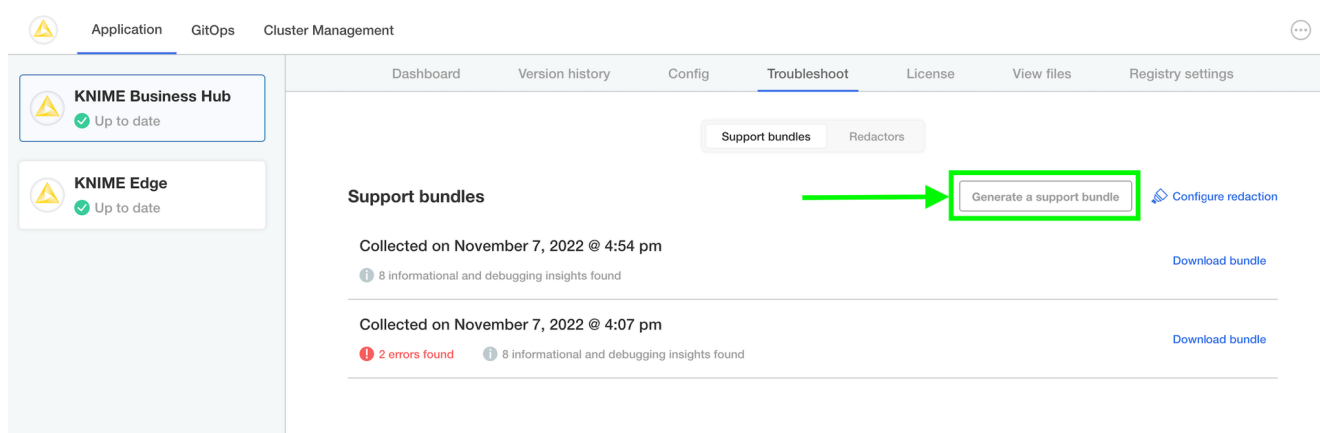 Application GitOps Cluster Management
KNIME Business Hub
Up to date
KNIME Edge
Up to date
Dashboard Version history Config Troubleshoot License View files Registry settings
Support bundles Redactors
Support bundles Generate a support bundle Configure redaction
Collected on November 7, 2022 @ 4:54 pm
8 informational and debugging insights found
Download bundle
Collected on November 7, 2022 @ 4:07 pm
2 errors found 8 informational and debugging insights found
Download bundle